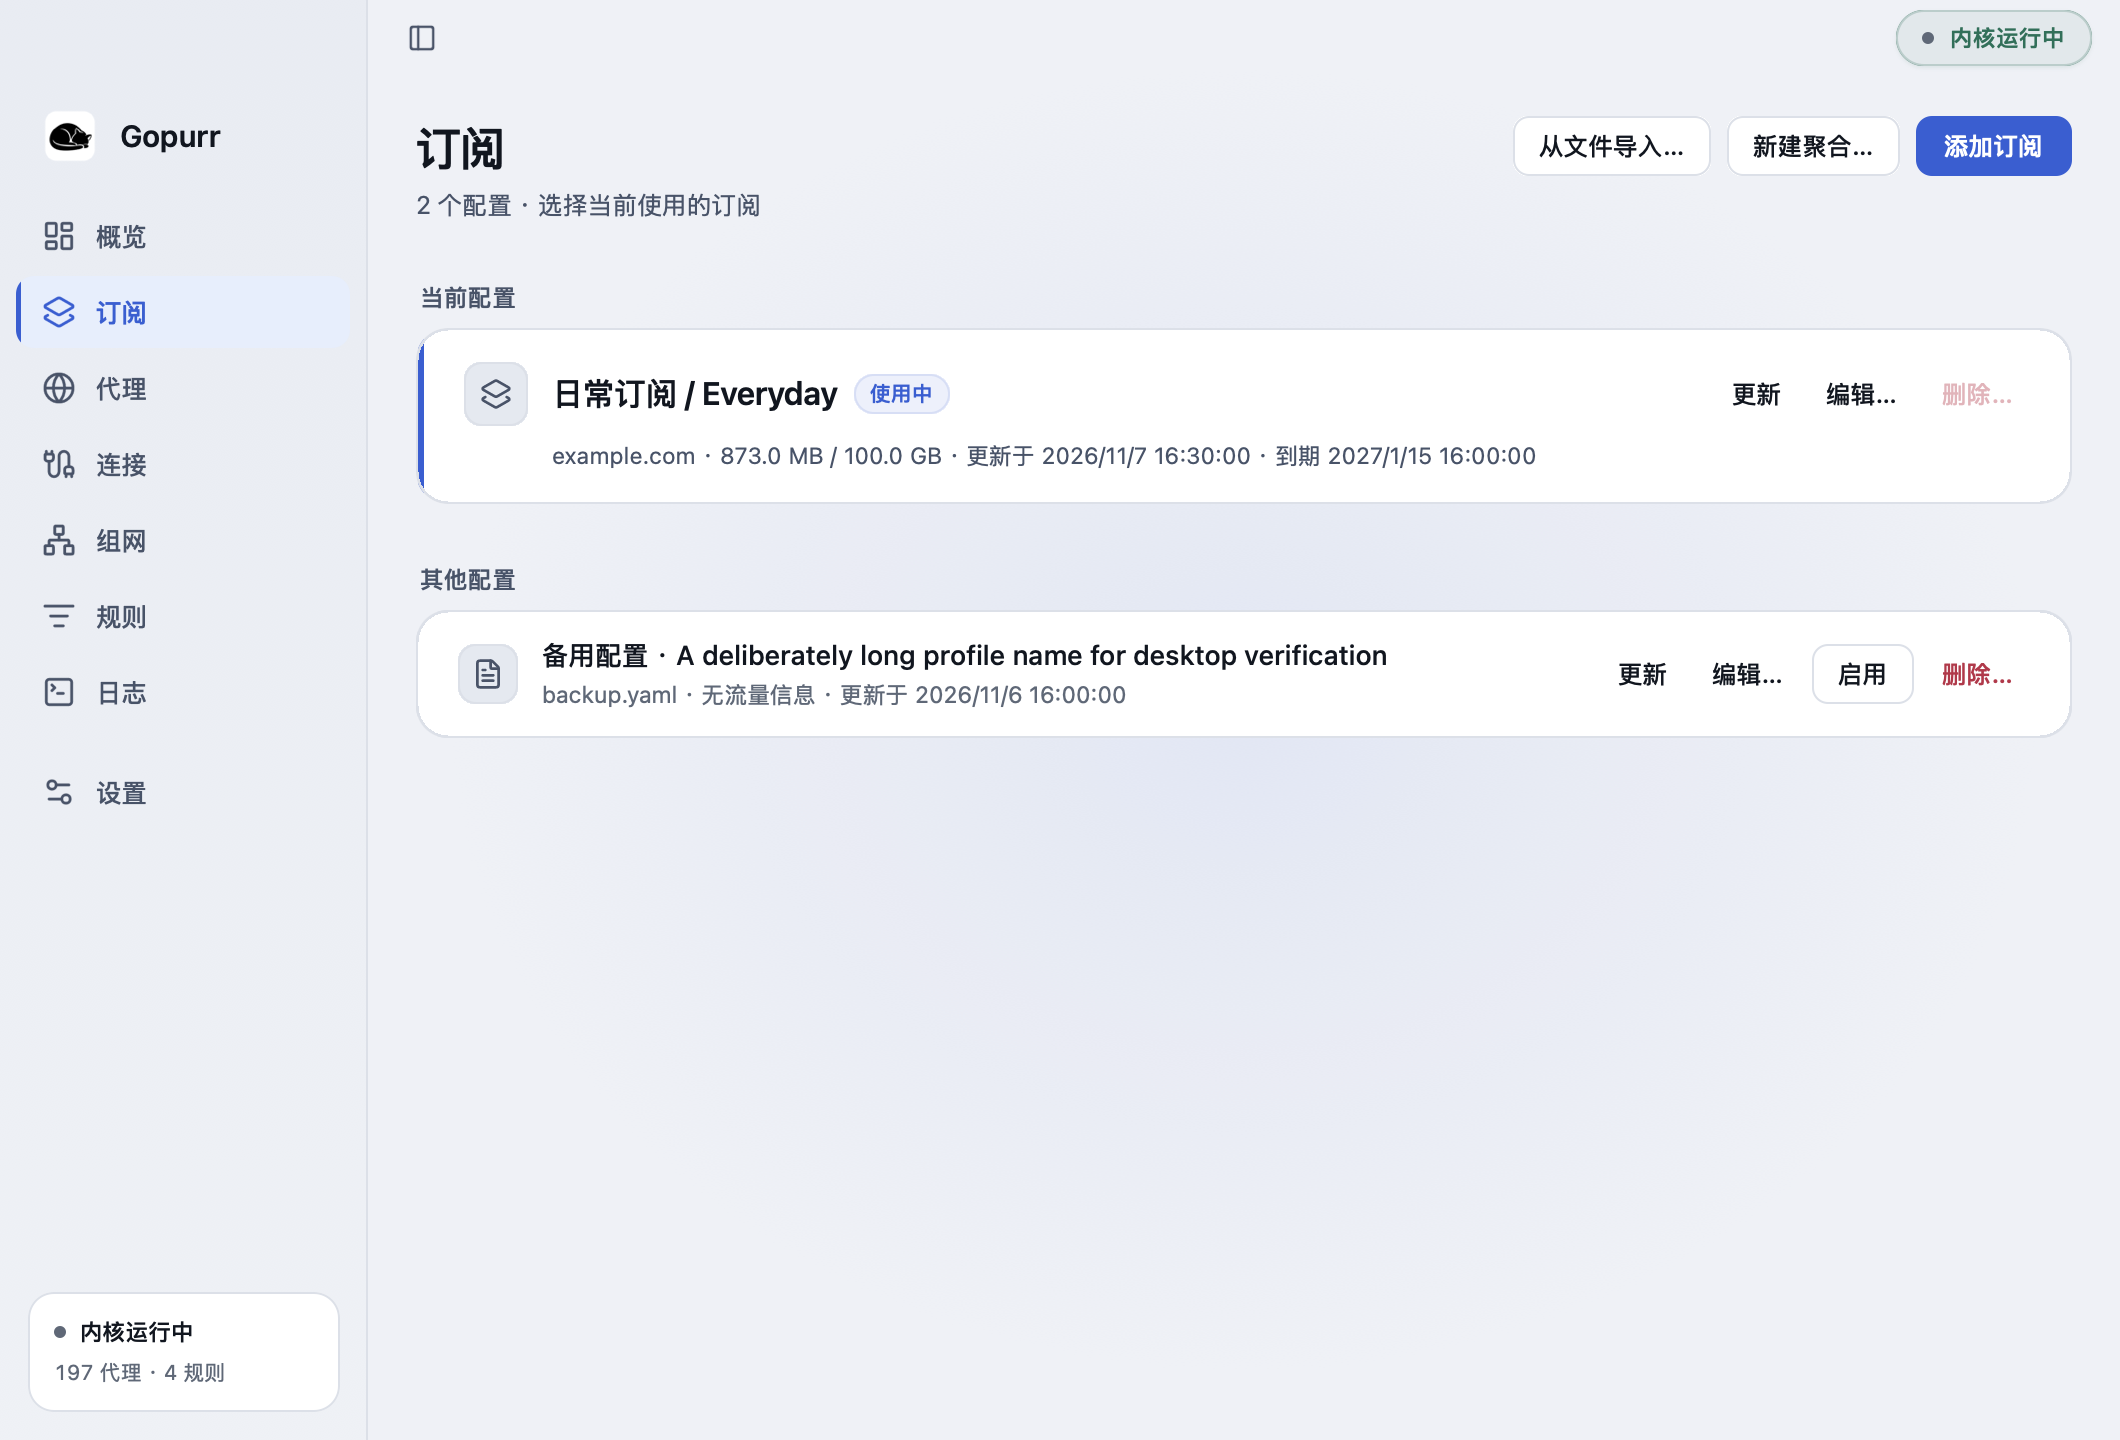 内核运行中
Gopurr
概览
订阅
代理
连接
组网
规则
日志
设置
内核运行中
197 代理 · 4 规则
订阅
2 个配置 · 选择当前使用的订阅
从文件导入...
新建聚合...
添加订阅
当前配置
日常订阅 / Everyday 使用中
更新 编辑... 删除...
example.com · 873.0 MB / 100.0 GB · 更新于 2026/11/7 16:30:00 · 到期 2027/1/15 16:00:00
其他配置
备用配置 · A deliberately long profile name for desktop verification
backup.yaml · 无流量信息 · 更新于 2026/11/6 16:00:00
更新 编辑... 启用 删除...